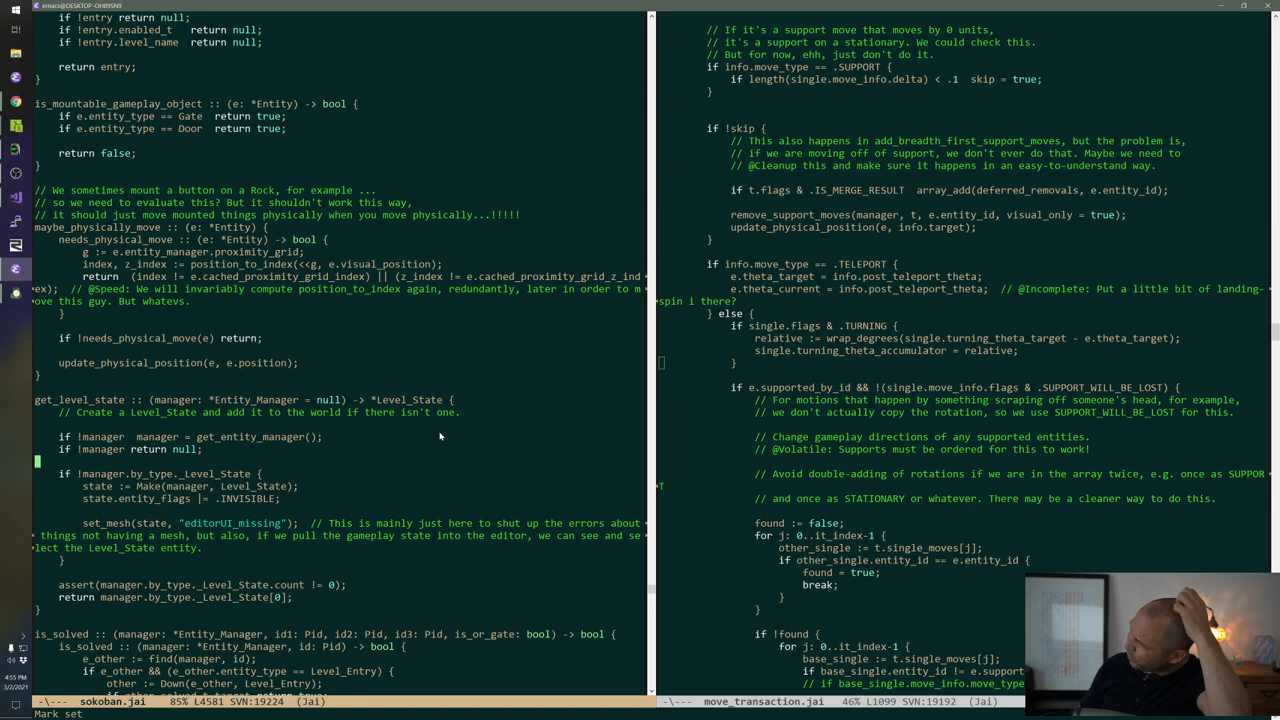 emacs@DESKTOP-OH89SN9
if !entry return null;
if !entry.enabled_t   return null;
if !entry.level_name   return null;
return entry;
}
is_mountable_gameplay_object :: (e: *Entity) -> bool {
if e.entity_type == Gate  return true;
if e.entity_type == Door  return true;
return false;
}
// We sometimes mount a button on a Rock, for example ...
// so we need to evaluate this? But it shouldn't work this way,
// it should just move mounted things physically when you move physically...!!!!!
maybe_physically_move :: (e: *Entity) {
needs_physical_move :: (e: *Entity) -> bool {
g := e.entity_manager.proximity_grid;
index, z_index := position_to_index(<<g, e.visual_position);
return  (index != e.cached_proximity_grid_index) || (z_index != e.cached_proximity_grid_z_ind
ex);  // @Speed: We will invariably compute position_to_index again, redundantly, later in order to m
ove this guy. But whatevs.
}
if !needs_physical_move(e) return;
update_physical_position(e, e.position);
}
get_level_state :: (manager: *Entity_Manager = null) -> *Level_State {
// Create a Level_State and add it to the world if there isn't one.
if !manager  manager = get_entity_manager();
if !manager return null;
if !manager.by_type._Level_State {
state := Make(manager, Level_State);
state.entity_flags |= .INVISIBLE;
set_mesh(state, "editorUI_missing");  // This is mainly just here to shut up the errors about
things not having a mesh, but also, if we pull the gameplay state into the editor, we can see and se
lect the Level_State entity.
}
assert(manager.by_type._Level_State.count != 0);
return manager.by_type._Level_State[0];
}
is_solved :: (manager: *Entity_Manager, id1: Pid, id2: Pid, id3: Pid, is_or_gate: bool) -> bool {
is_solved :: (manager: *Entity_Manager, id: Pid) -> bool {
e_other := find(manager, id);
if e_other && (e_other.entity_type == Level_Entry) {
other := Down(e_other, Level_Entry);
-\---  sokoban.jai    85% L4581 SVN:19224  (Jai)
Mark set
// If it's a support move that moves by 0 units,
// it's a support on a stationary. We could check this.
// But for now, ehh, just don't do it.
if info.move_type == .SUPPORT {
if length(single.move_info.delta) < .1  skip = true;
}
if !skip {
// This also happens in add_breadth_first_support_moves, but the problem is,
// if we are moving off of support, we don't ever do that. Maybe we need to
// @Cleanup this and make sure it happens in an easy-to-understand way.
if t.flags & .IS_MERGE_RESULT  array_add(deferred_removals, e.entity_id);
remove_support_moves(manager, t, e.entity_id, visual_only = true);
update_physical_position(e, info.target);
}
if info.move_type == .TELEPORT {
e.theta_target = info.post_teleport_theta;
e.theta_current = info.post_teleport_theta;  // @Incomplete: Put a little bit of landing-
spin i there?
} else {
if single.flags & .TURNING {
relative := wrap_degrees(single.turning_theta_target - e.theta_target);
single.turning_theta_accumulator = relative;
}
if e.supported_by_id && !(single.move_info.flags & .SUPPORT_WILL_BE_LOST) {
// For motions that happen by something scraping off someone's head, for example,
// we don't actually copy the rotation, so we use SUPPORT_WILL_BE_LOST for this.
// Change gameplay directions of any supported entities.
// @Volatile: Supports must be ordered for this to work!
// Avoid double-adding of rotations if we are in the array twice, e.g. once as SUPPOR
T
// and once as STATIONARY or whatever. There may be a cleaner way to do this.
found := false;
for j: 0..it_index-1 {
other_single := t.single_moves[j];
if other_single.entity_id == e.entity_id {
found = true;
break;
}
}
if !found {
for j: 0..it_index-1 {
base_single := t.single_moves[j];
if base_single.entity_id != e.support
// if base_single.move_info.move_type
-\---  move_transaction.jai    46% L1099 SVN:19192  (Jai)
4:55 PM
3/2/2021